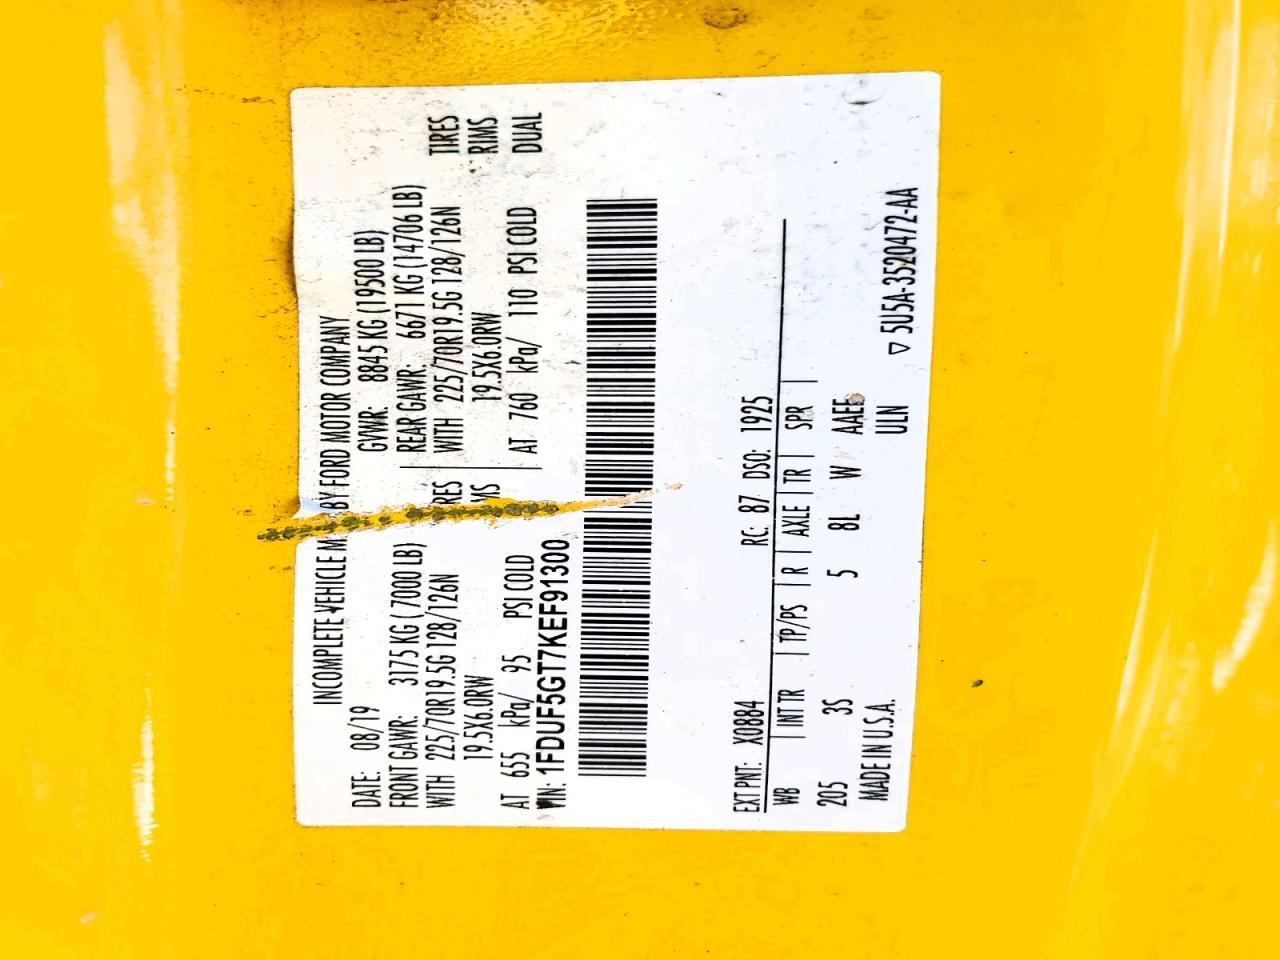 INCOMPLETE VEHICLE M BY FORD MOTOR COMPANY
DATE: 08/19 GVWR: 8845 KG (19500 LB)
FRONT GAWR: 3175 KG (7000 LB) REAR GAWR: 6671 KG (14706 LB)
WITH 225/70R19.5G 128/126N RES WITH 225/70R19.5G 128/126N TIRES
19.5X6.0RW MS 19.5X6.0RW RIMS
AT 655 kPa/ 95 PSI COLD AT 760 kPa/ 110 PSI COLD DUAL
VIN: 1FDUF5GT7KEF91300
EXT PNT: X0884 RC: 87 DSO: 1925
WB | INT TR | TP/PS | R | AXLE | TR | SPR |
205 3S 5 8L W AAEE
MADE IN U.S.A. ULN
▽ 5U5A-3520472-AA